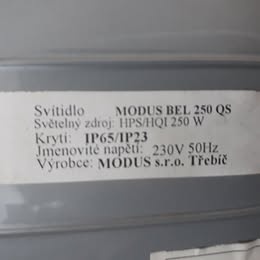 Svítidlo MODUS BEL 250 QS
Světelný zdroj: HPS/HQI 250 W
Krytí: IP65/IP23
Jmenovité napětí: 230V 50Hz
Výrobce: MODUS s.r.o. Třebíč